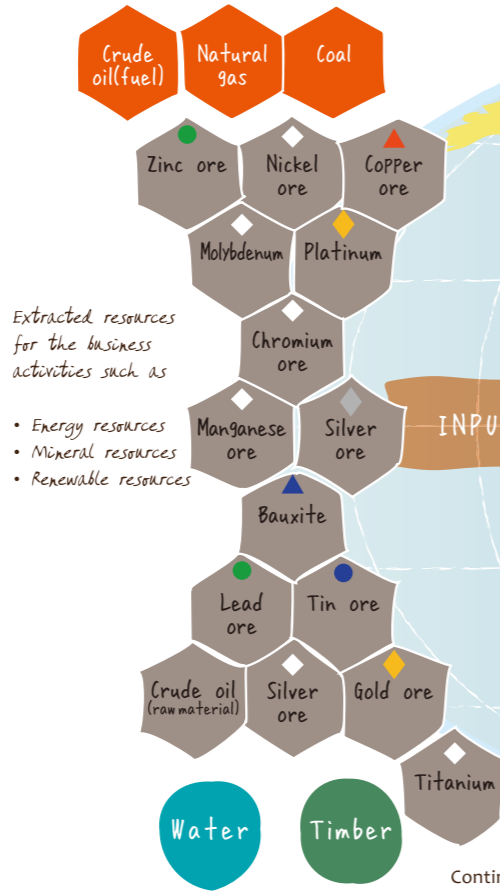 Crude
oil(fuel)
Natural
gas
Coal
Zinc ore
Nickel
ore
Copper
ore
Molybdenum
Platinum
Extracted resources
for the business
activities such as
• Energy resources
• Mineral resources
• Renewable resources
Chromium
ore
Manganese
ore
Silver
ore
INPU
Bauxite
Lead
ore
Tin ore
Crude oil
(raw material)
Silver
ore
Gold ore
Titanium
Water
Timber
Contin